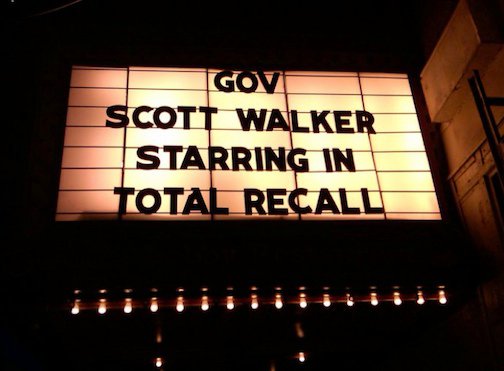 GOV
SCOTT WALKER
STARRING IN
TOTAL RECALL